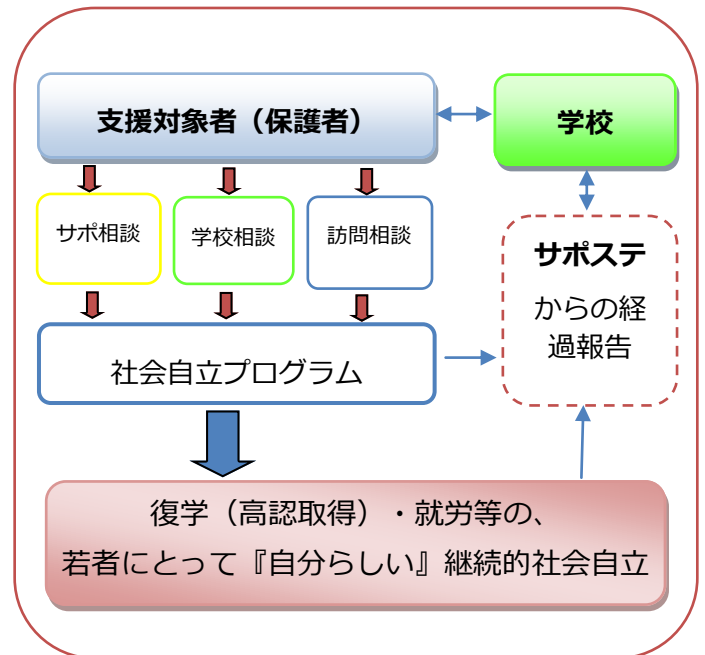 支援対象者（保護者）
学校
サポ相談
学校相談
訪問相談
サポステ
からの経
過報告
社会自立プログラム
復学（高認取得）・就労等の、
若者にとって『自分らしい』継続的社会自立